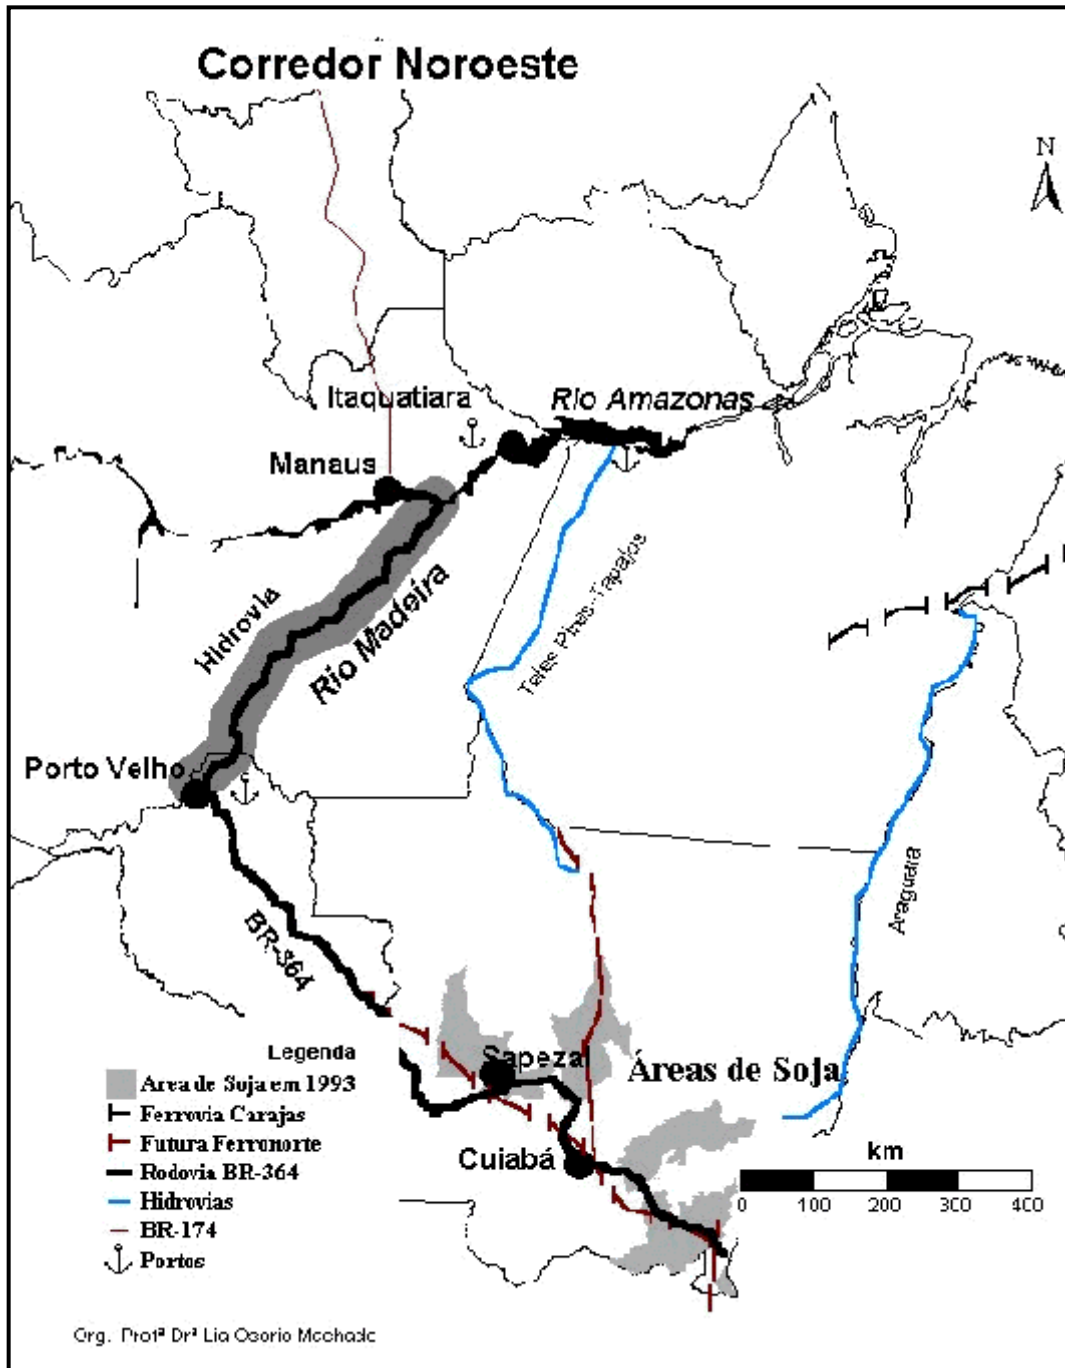 Corredor Noroeste
N
Itaquatiara
Rio Amazonas
Manaus
Hidrovia
Rio Madeira
Teles Pires-Tapajos
Porto Velho
Araguaia
BR-364
Sapezal
Áreas de Soja
Cuiabá
Legenda
Area de Soja em 1993
Ferrovia Carajas
Futura Ferronorte
Rodovia BR-364
Hidrovias
BR-174
Portos
km
0 100 200 300 400
Org. Profª Drª Lia Osorio Machado